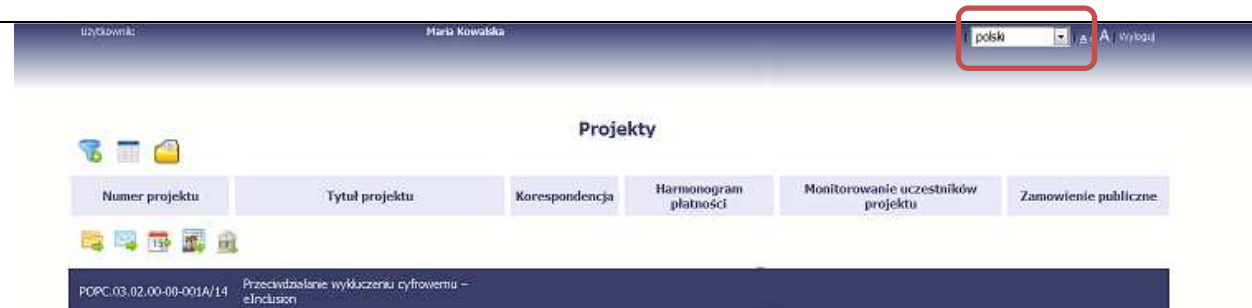 Użytkownik: Maria Kowalska polski A A Wyloguj
Projekty
Numer projektu Tytuł projektu Korespondencja Harmonogram płatności Monitorowanie uczestników projektu Zamowienie publiczne
POPC.03.02.00-00-001A/14 Przeciwdziałanie wykluczeniu cyfrowemu –
eInclusion